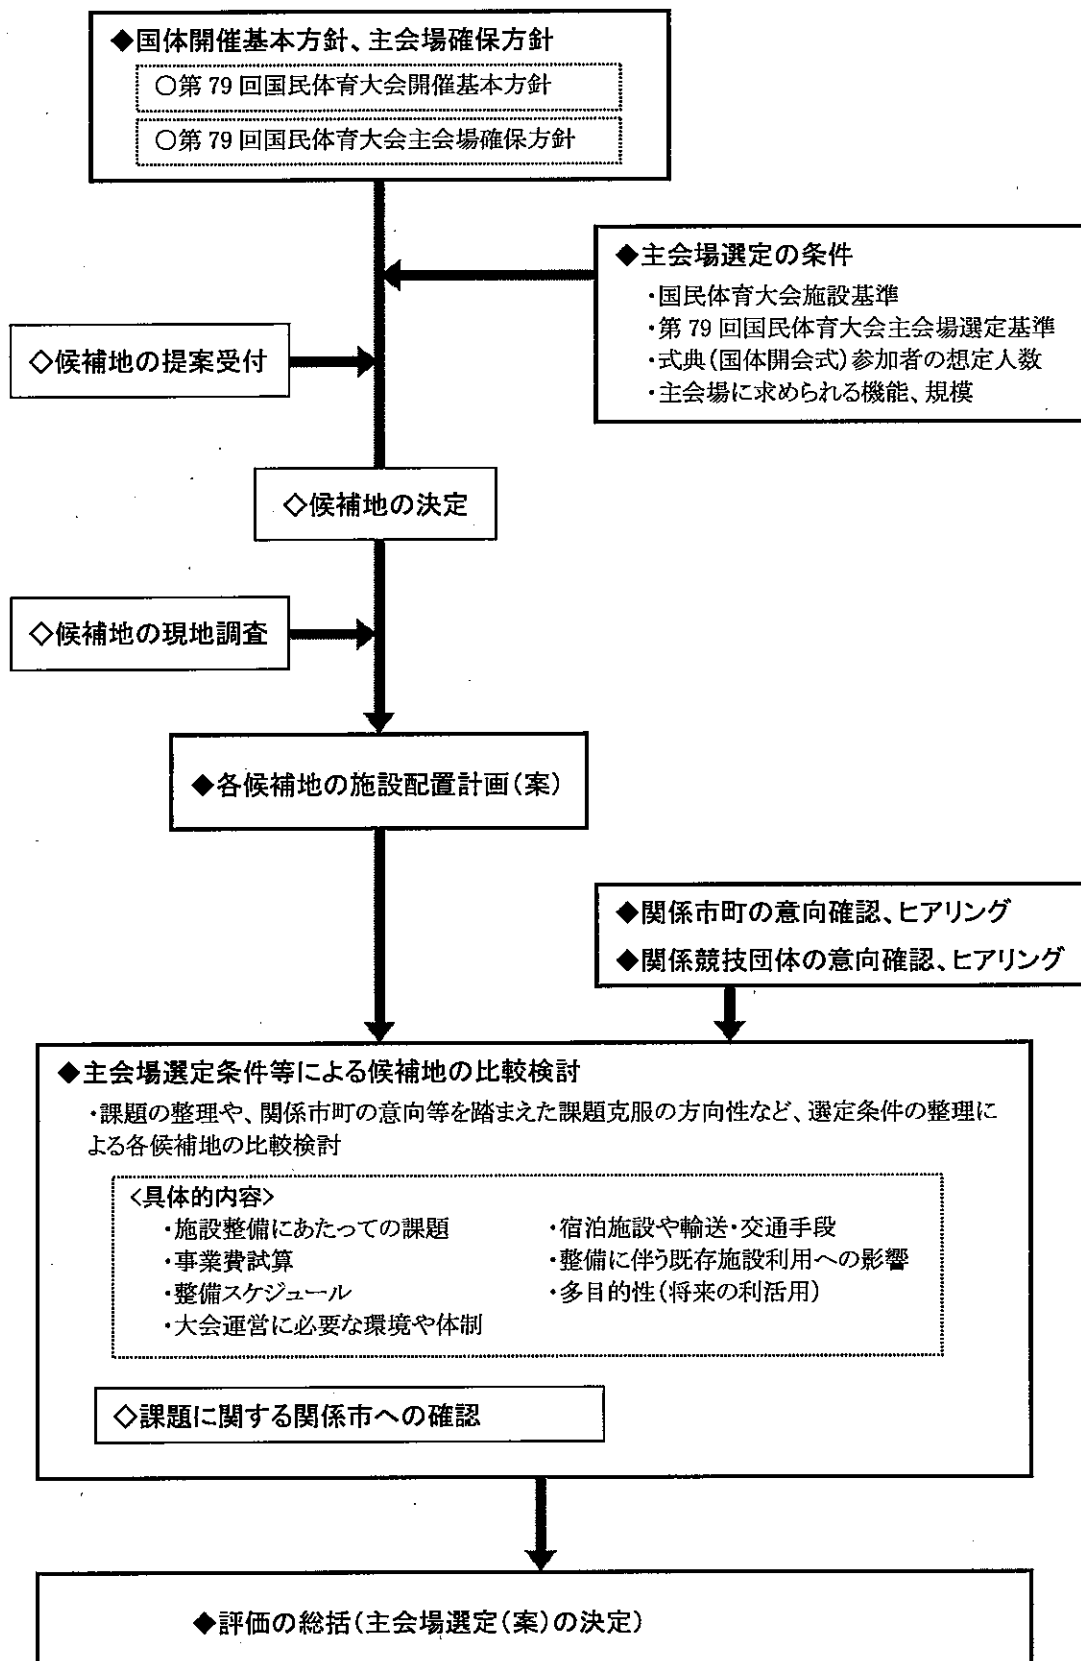 ◆国体開催基本方針、主会場確保方針
○第 79 回国民体育大会開催基本方針
○第 79 回国民体育大会主会場確保方針
◆主会場選定の条件
・国民体育大会施設基準
・第 79 回国民体育大会主会場選定基準
・式典(国体開会式)参加者の想定人数
・主会場に求められる機能、規模
◇候補地の提案受付
◇候補地の決定
◇候補地の現地調査
◆各候補地の施設配置計画(案)
◆関係市町の意向確認、ヒアリング
◆関係競技団体の意向確認、ヒアリング
◆主会場選定条件等による候補地の比較検討
・課題の整理や、関係市町の意向等を踏まえた課題克服の方向性など、選定条件の整理に
よる各候補地の比較検討
<具体的内容>
・施設整備にあたっての課題
・事業費試算
・整備スケジュール
・大会運営に必要な環境や体制
・宿泊施設や輸送・交通手段
・整備に伴う既存施設利用への影響
・多目的性(将来の利活用)
◇課題に関する関係市への確認
◆評価の総括(主会場選定(案)の決定)